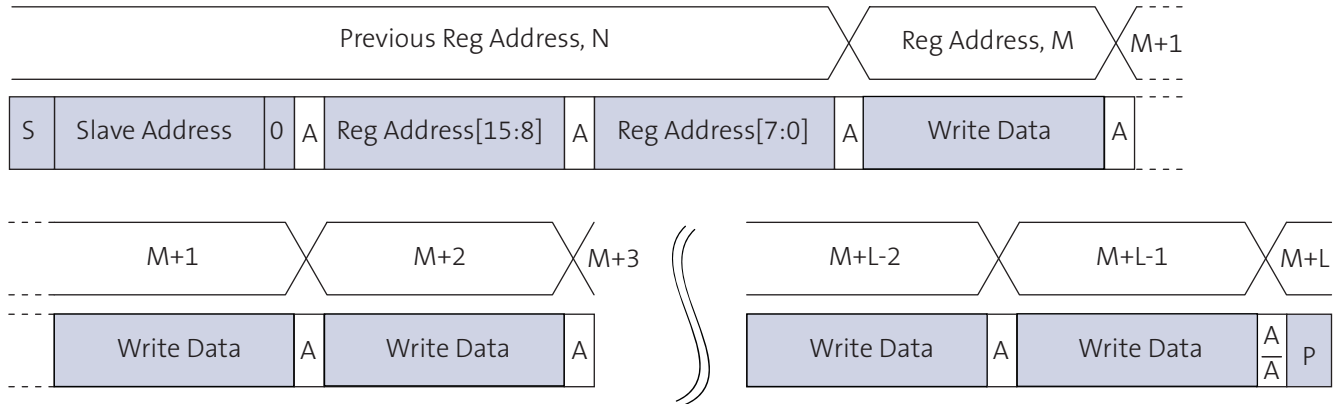 Previous Reg Address, N Reg Address, M M+1
S Slave Address 0 A Reg Address[15:8] A Reg Address[7:0] A Write Data A
M+1 M+2 M+3 M+L-2 M+L-1 M+L
Write Data A Write Data A Write Data A Write Data A/A̅ P